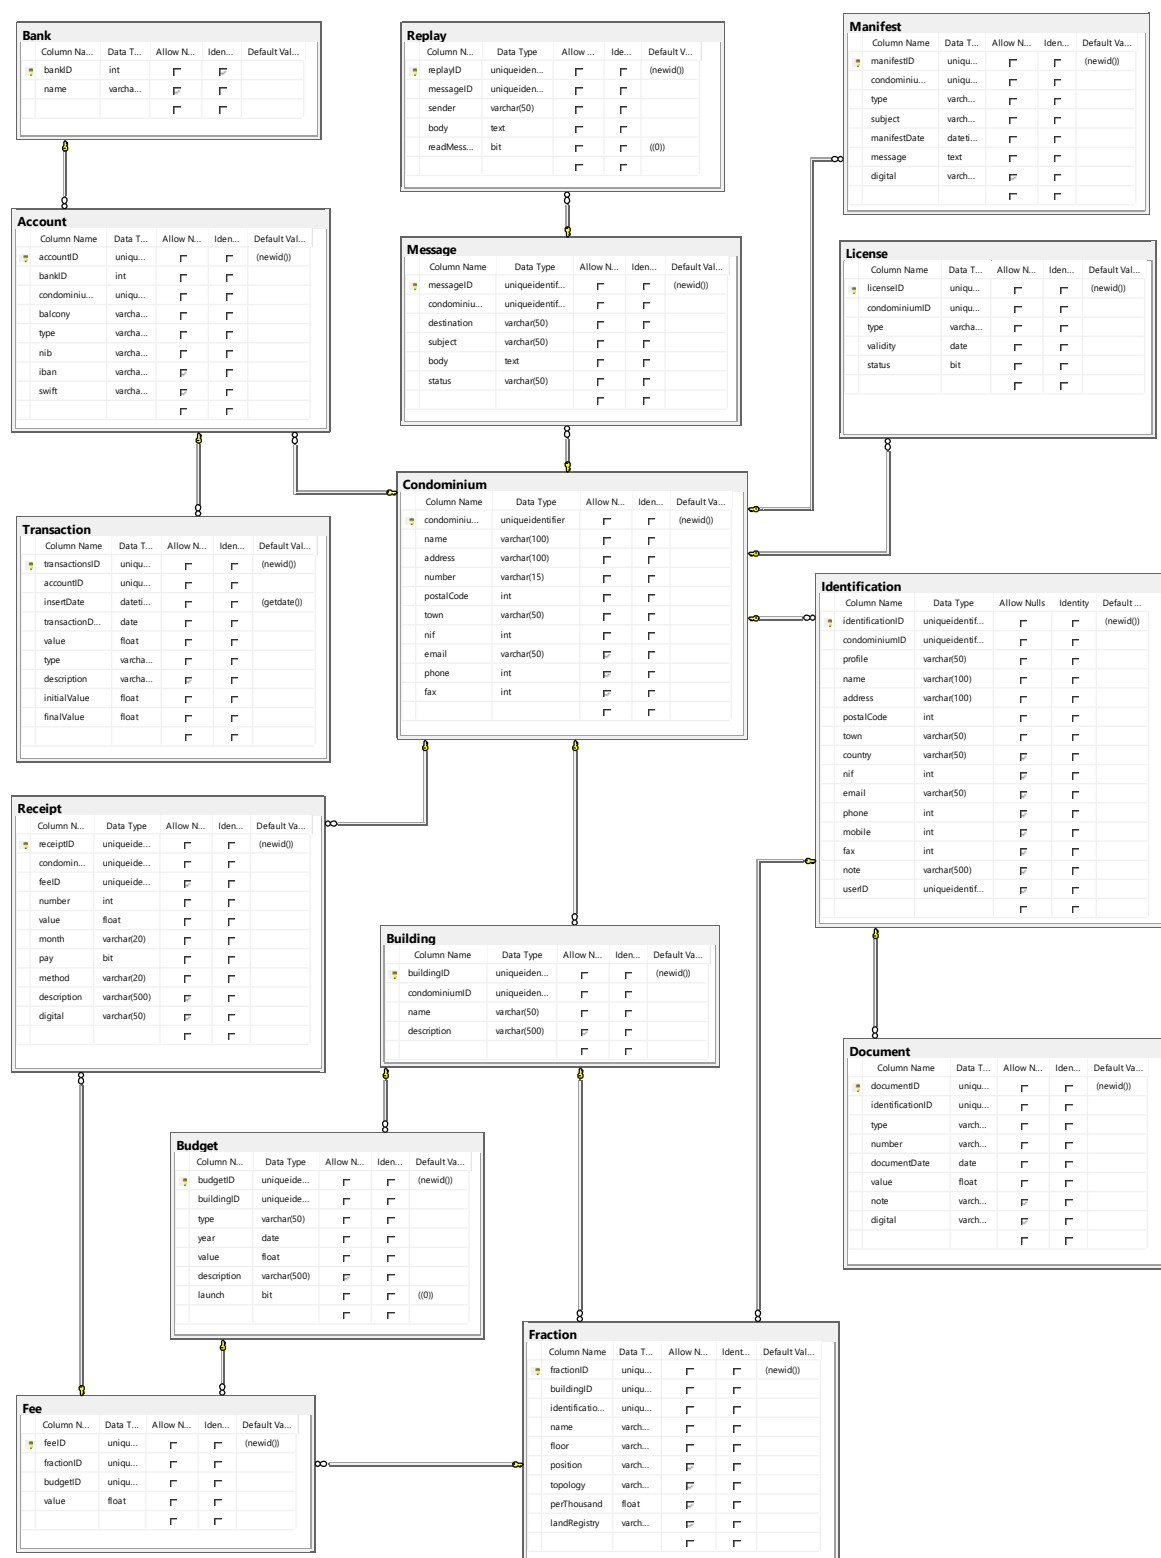 Bank
Column Na... Data T... Allow N... Iden... Default Val...
bankID int
name varcha...
Replay
Column N... Data Type Allow ... Ide... Default V...
replayID uniqueiden... (newid())
messageID uniqueiden...
sender varchar(50)
body text
readMess... bit ((0))
Manifest
Column Name Data T... Allow N... Iden... Default Val...
manifestID uniqu... (newid())
condominiu... uniqu...
type varch...
subject varch...
manifestDate dateti...
message text
digital varch...
Account
Column Name Data T... Allow N... Iden... Default Val...
accountID uniqu... (newid())
bankID int
condominiu... uniqu...
balcony varcha...
type varcha...
nib varcha...
iban varcha...
swift varcha...
Message
Column Name Data Type Allow N... Iden... Default Val...
messageID uniqueidentif... (newid())
condominiu... uniqueidentif...
destination varchar(50)
subject varchar(50)
body text
status varchar(50)
License
Column Name Data T... Allow N... Iden... Default Val...
licenseID uniqu... (newid())
condominiumID uniqu...
type varcha...
validity date
status bit
Condominium
Column Name Data Type Allow N... Iden... Default Va...
condominiu... uniqueidentifier (newid())
name varchar(100)
address varchar(100)
number varchar(15)
postalCode int
town varchar(50)
nif int
email varchar(50)
phone int
fax int
Transaction
Column Name Data T... Allow N... Iden... Default Val...
transactionsID uniqu... (newid())
accountID uniqu...
insertDate dateti... (getdate())
transactionD... date
value float
type varcha...
description varcha...
initialValue float
finalValue float
Identification
Column Name Data Type Allow Nulls Identity Default ...
identificationID uniqueidentif... (newid())
condominiumID uniqueidentif...
profile varchar(50)
name varchar(100)
address varchar(100)
postalCode int
town varchar(50)
country varchar(50)
nif int
email varchar(50)
phone int
mobile int
fax int
note varchar(500)
userID uniqueidentif...
Receipt
Column N... Data Type Allow N... Iden... Default Va...
receiptID uniqueide... (newid())
condomin... uniqueide...
feeID uniqueide...
number int
value float
month varchar(20)
pay bit
method varchar(20)
description varchar(500)
digital varchar(50)
Building
Column Name Data Type Allow N... Iden... Default Va...
buildingID uniqueiden... (newid())
condominiumID uniqueiden...
name varchar(50)
description varchar(500)
Document
Column Name Data T... Allow N... Iden... Default Va...
documentID uniqu... (newid())
identificationID uniqu...
type varch...
number varch...
documentDate date
value float
note varch...
digital varch...
Budget
Column N... Data Type Allow N... Iden... Default Va...
budgetID uniqueide... (newid())
buildingID uniqueide...
type varchar(50)
year date
value float
description varchar(500)
launch bit ((0))
Fraction
Column Name Data T... Allow N... Ident... Default Val...
fractionID uniqu... (newid())
buildingID uniqu...
identificatio... uniqu...
name varch...
floor varch...
position varch...
topology varch...
perThousand float
landRegistry varch...
Fee
Column N... Data T... Allow N... Iden... Default Va...
feeID uniqu... (newid())
fractionID uniqu...
budgetID uniqu...
value float